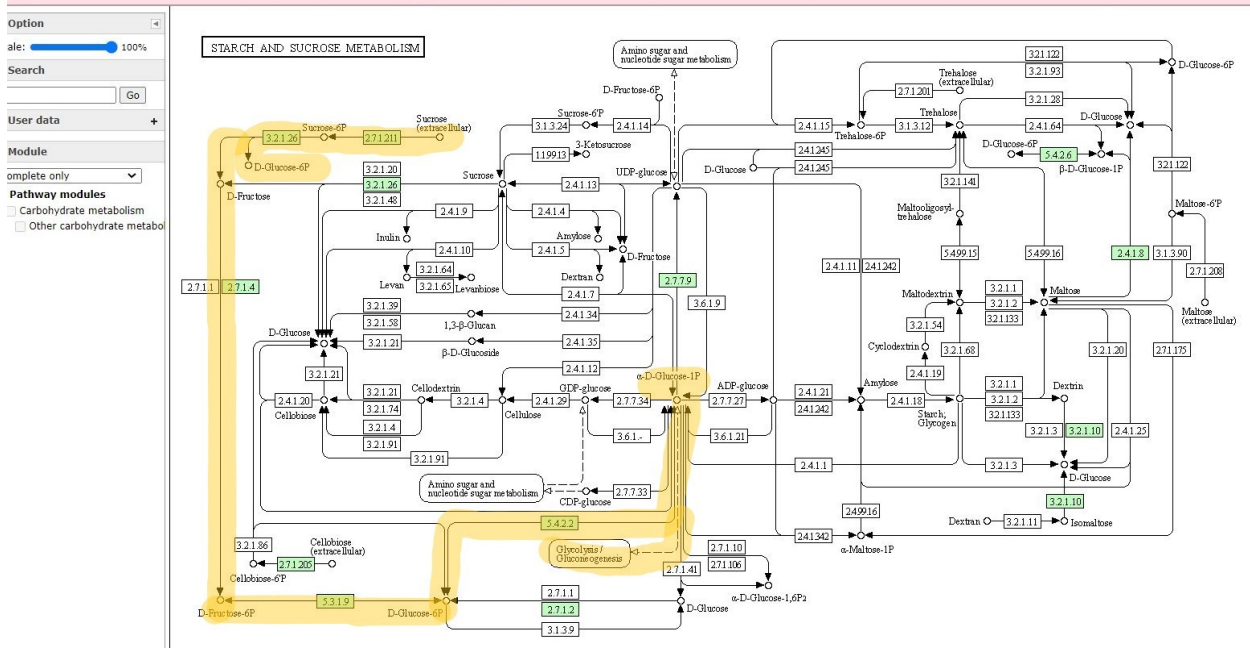 Option
ale:
100%
Search
Go
User data
+
Module
omplete only
Pathway modules
Carbohydrate metabolism
Other carbohydrate metabol
STARCH AND SUCROSE METABOLISM
Amino sugar and
nucleotide sugar metabolism
D-Fructose-6P
Sucrose-6'P
3.1.3.24
2.4.1.14
3-Ketosucrose
1.1.99.13
UDP-glucose
Sucrose-6P
Sucrose
(extracellular)
3.2.1.26
2.7.1.211
D-Glucose-6P
D-Fructose
3.2.1.20
3.2.1.26
3.2.1.48
Sucrose
2.4.1.13
2.4.1.9
2.4.1.4
Inulin
Amylose
2.4.1.10
2.4.1.5
D-Fructose
Levan
3.2.1.64
3.2.1.65
Levanbiose
Dextran
2.4.1.7
2.7.1.1
2.7.1.4
2.7.7.9
3.6.1.9
3.2.1.39
3.2.1.58
1,3-β-Glucan
2.4.1.34
D-Glucose
3.2.1.21
β-D-Glucoside
2.4.1.35
3.2.1.21
2.4.1.12
2.4.1.20
Cellobiose
3.2.1.21
3.2.1.74
3.2.1.4
3.2.1.91
Cellodextrin
3.2.1.4
Cellulose
2.4.1.29
GDP-glucose
2.7.7.34
α-D-Glucose-1P
2.7.7.27
ADP-glucose
3.6.1.-
3.6.1.21
3.2.1.91
Amino sugar and
nucleotide sugar metabolism
CDP-glucose
2.7.7.33
5.4.2.2
Glycolysis /
Gluconeogenesis
3.2.1.86
Cellobiose
(extracellular)
2.7.1.205
Cellobiose-6'P
D-Fructose-6P
5.3.1.9
D-Glucose-6P
2.7.1.1
2.7.1.2
3.1.3.9
D-Glucose
2.7.1.41
2.7.1.10
2.7.1.106
α-D-Glucose-1,6P2
3.2.1.122
3.2.1.93
D-Glucose-6P
2.7.1.201
Trehalose
(extracellular)
2.4.1.15
Trehalose-6P
3.1.3.12
Trehalose
3.2.1.28
2.4.1.64
D-Glucose
2.4.1.245
D-Glucose
2.4.1.245
D-Glucose-6P
5.4.2.6
β-D-Glucose-1P
3.2.1.122
3.2.1.141
Maltooligosyl-
trehalose
Maltose-6'P
2.4.1.11
2.4.1.242
5.4.99.15
5.4.99.16
2.4.1.8
3.1.3.90
2.7.1.208
Maltose
(extracellular)
Maltodextrin
3.2.1.1
3.2.1.2
3.2.1.133
Maltose
3.2.1.54
Cyclodextrin
3.2.1.68
3.2.1.20
2.7.1.175
2.4.1.19
2.4.1.21
2.4.1.242
Amylose
2.4.1.18
Starch;
Glycogen
3.2.1.1
3.2.1.2
3.2.1.133
Dextrin
3.2.1.3
3.2.1.10
2.4.1.25
2.4.1.1
3.2.1.3
D-Glucose
3.2.1.10
2.4.99.16
Dextran
3.2.1.11
Isomaltose
2.4.1.342
α-Maltose-1P